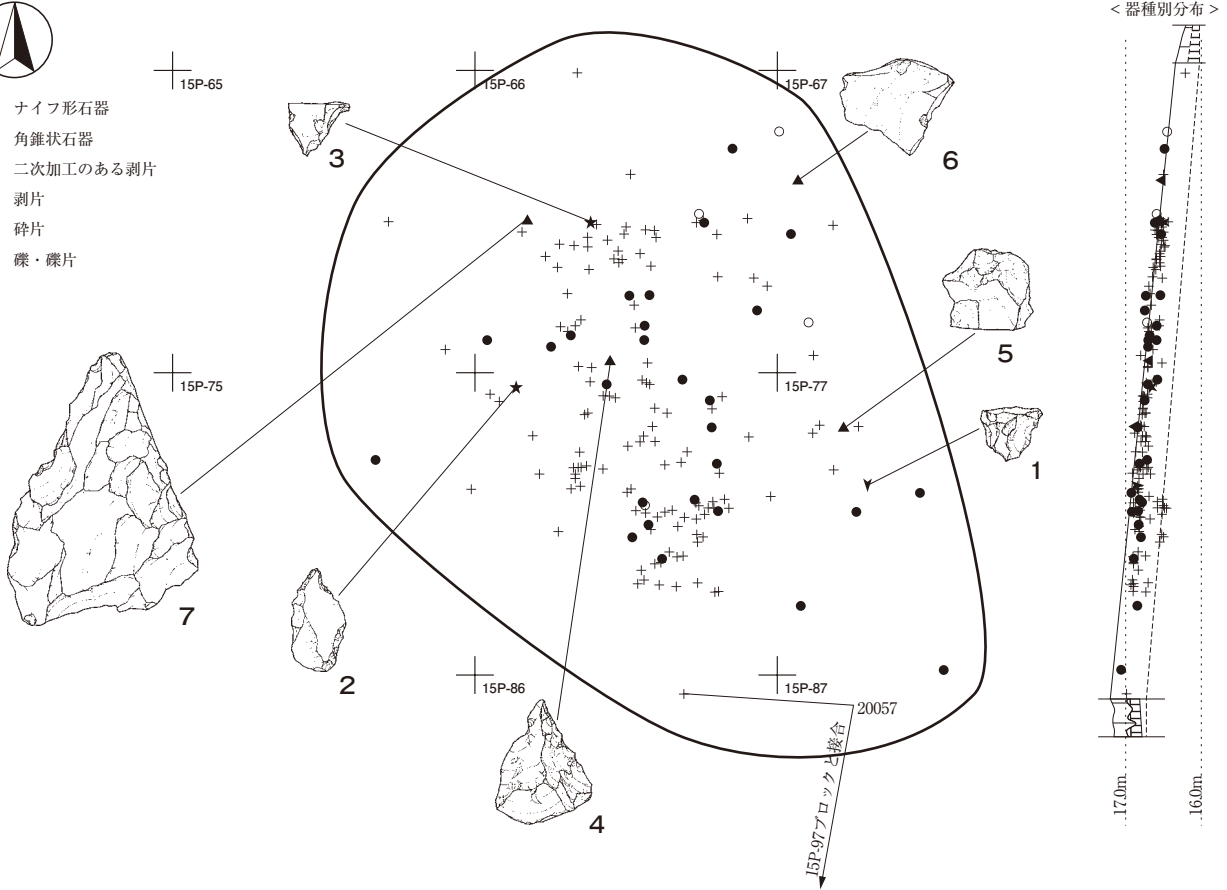 <器種別分布>
15P-65
15P-66
15P-67
ナイフ形石器
角錐状石器
二次加工のある剥片
剥片
砕片
礫・礫片
3
6
5
15P-75
15P-77
1
7
2
15P-86
15P-87
20057
15P-97ブロックと接合
4
17.0m
16.0m